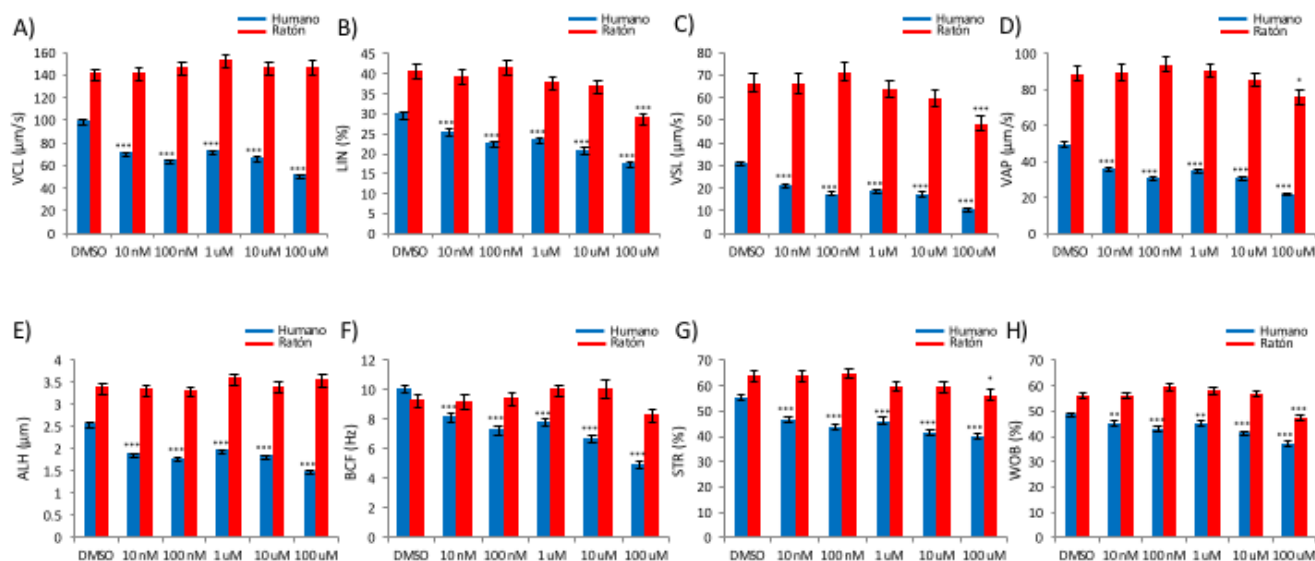 A)
Humano
Ratón
VCL (µm/s)
160
140
120
100
80
60
40
20
0
***
***
***
***
***
DMSO 10 nM 100 nM 1 uM 10 uM 100 uM
B)
Humano
Ratón
LIN (%)
45
40
35
30
25
20
15
10
5
0
***
***
***
***
***
***
DMSO 10 nM 100 nM 1 uM 10 uM 100 uM
C)
Humano
Ratón
VSL (µm/s)
80
70
60
50
40
30
20
10
0
***
***
***
***
***
***
DMSO 10 nM 100 nM 1 uM 10 uM 100 uM
D)
Humano
Ratón
VAP (µm/s)
100
80
60
40
20
0
***
***
***
***
***
*
DMSO 10 nM 100 nM 1 uM 10 uM 100 uM
E)
Humano
Ratón
ALH (µm)
4
3.5
3
2.5
2
1.5
1
0.5
0
***
***
***
***
***
DMSO 10 nM 100 nM 1 uM 10 uM 100 uM
F)
Humano
Ratón
BCF (Hz)
12
10
8
6
4
2
0
***
***
***
***
***
DMSO 10 nM 100 nM 1 uM 10 uM 100 uM
G)
Humano
Ratón
STR (%)
70
60
50
40
30
20
10
0
***
***
***
***
***
*
DMSO 10 nM 100 nM 1 uM 10 uM 100 uM
H)
Humano
Ratón
WOB (%)
70
60
50
40
30
20
10
0
**
***
**
***
***
***
DMSO 10 nM 100 nM 1 uM 10 uM 100 uM